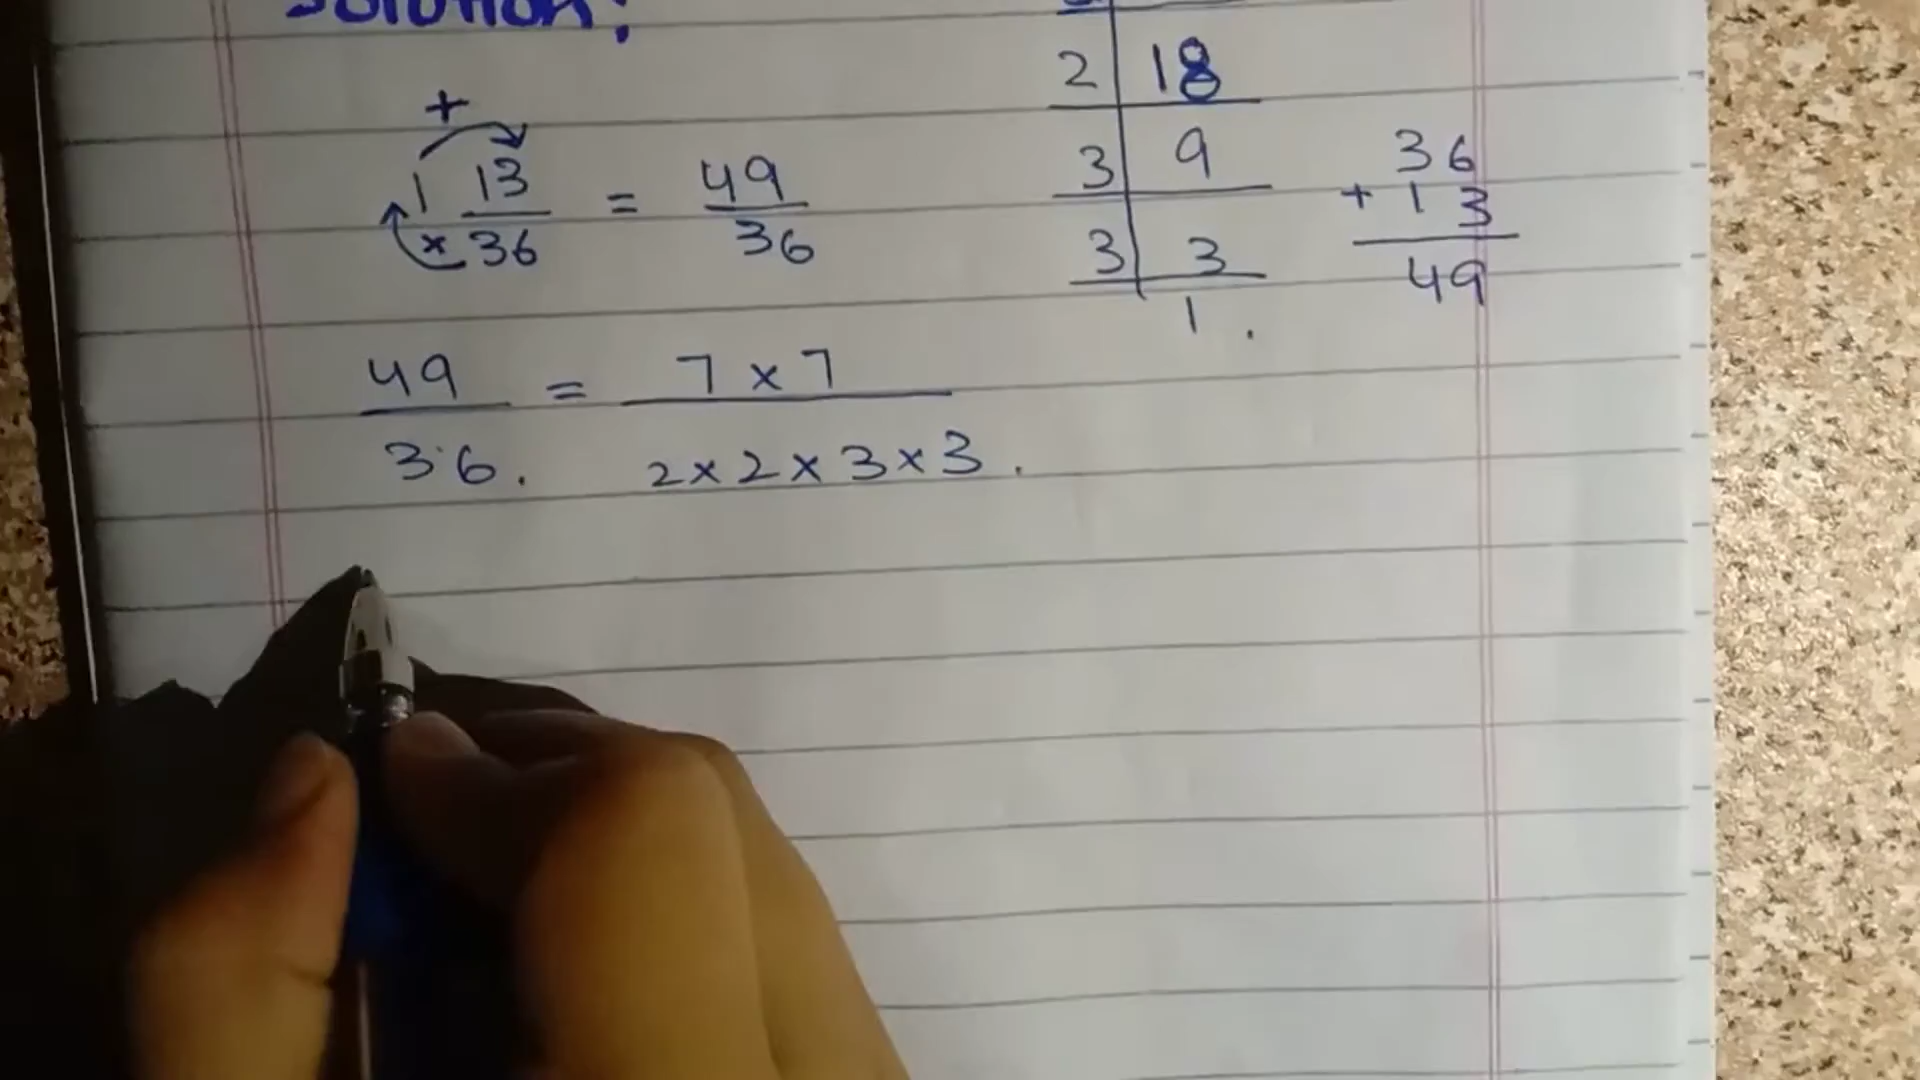 Solution:
+
1 13/36 = 49/36
×
49/36. = 7 × 7 / 2 × 2 × 3 × 3.
2 | 18
3 | 9
3 | 3
1.
36
+ 13
49